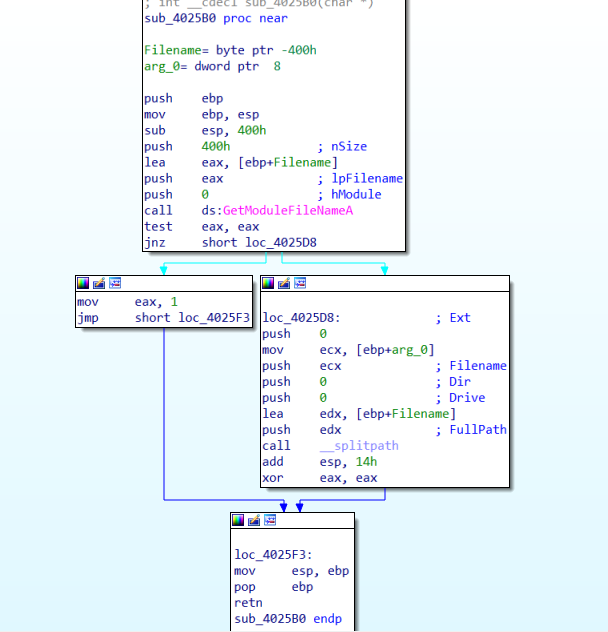 ; int __cdecl sub_4025B0(char *)
sub_4025B0 proc near
Filename= byte ptr -400h
arg_0= dword ptr  8
push    ebp
mov     ebp, esp
sub     esp, 400h
push    400h            ; nSize
lea     eax, [ebp+Filename]
push    eax             ; lpFilename
push    0               ; hModule
call    ds:GetModuleFileNameA
test    eax, eax
jnz     short loc_4025D8
mov     eax, 1
jmp     short loc_4025F3
loc_4025D8:             ; Ext
push    0
mov     ecx, [ebp+arg_0]
push    ecx             ; Filename
push    0               ; Dir
push    0               ; Drive
lea     edx, [ebp+Filename]
push    edx             ; FullPath
call    __splitpath
add     esp, 14h
xor     eax, eax
loc_4025F3:
mov     esp, ebp
pop     ebp
retn
sub_4025B0 endp